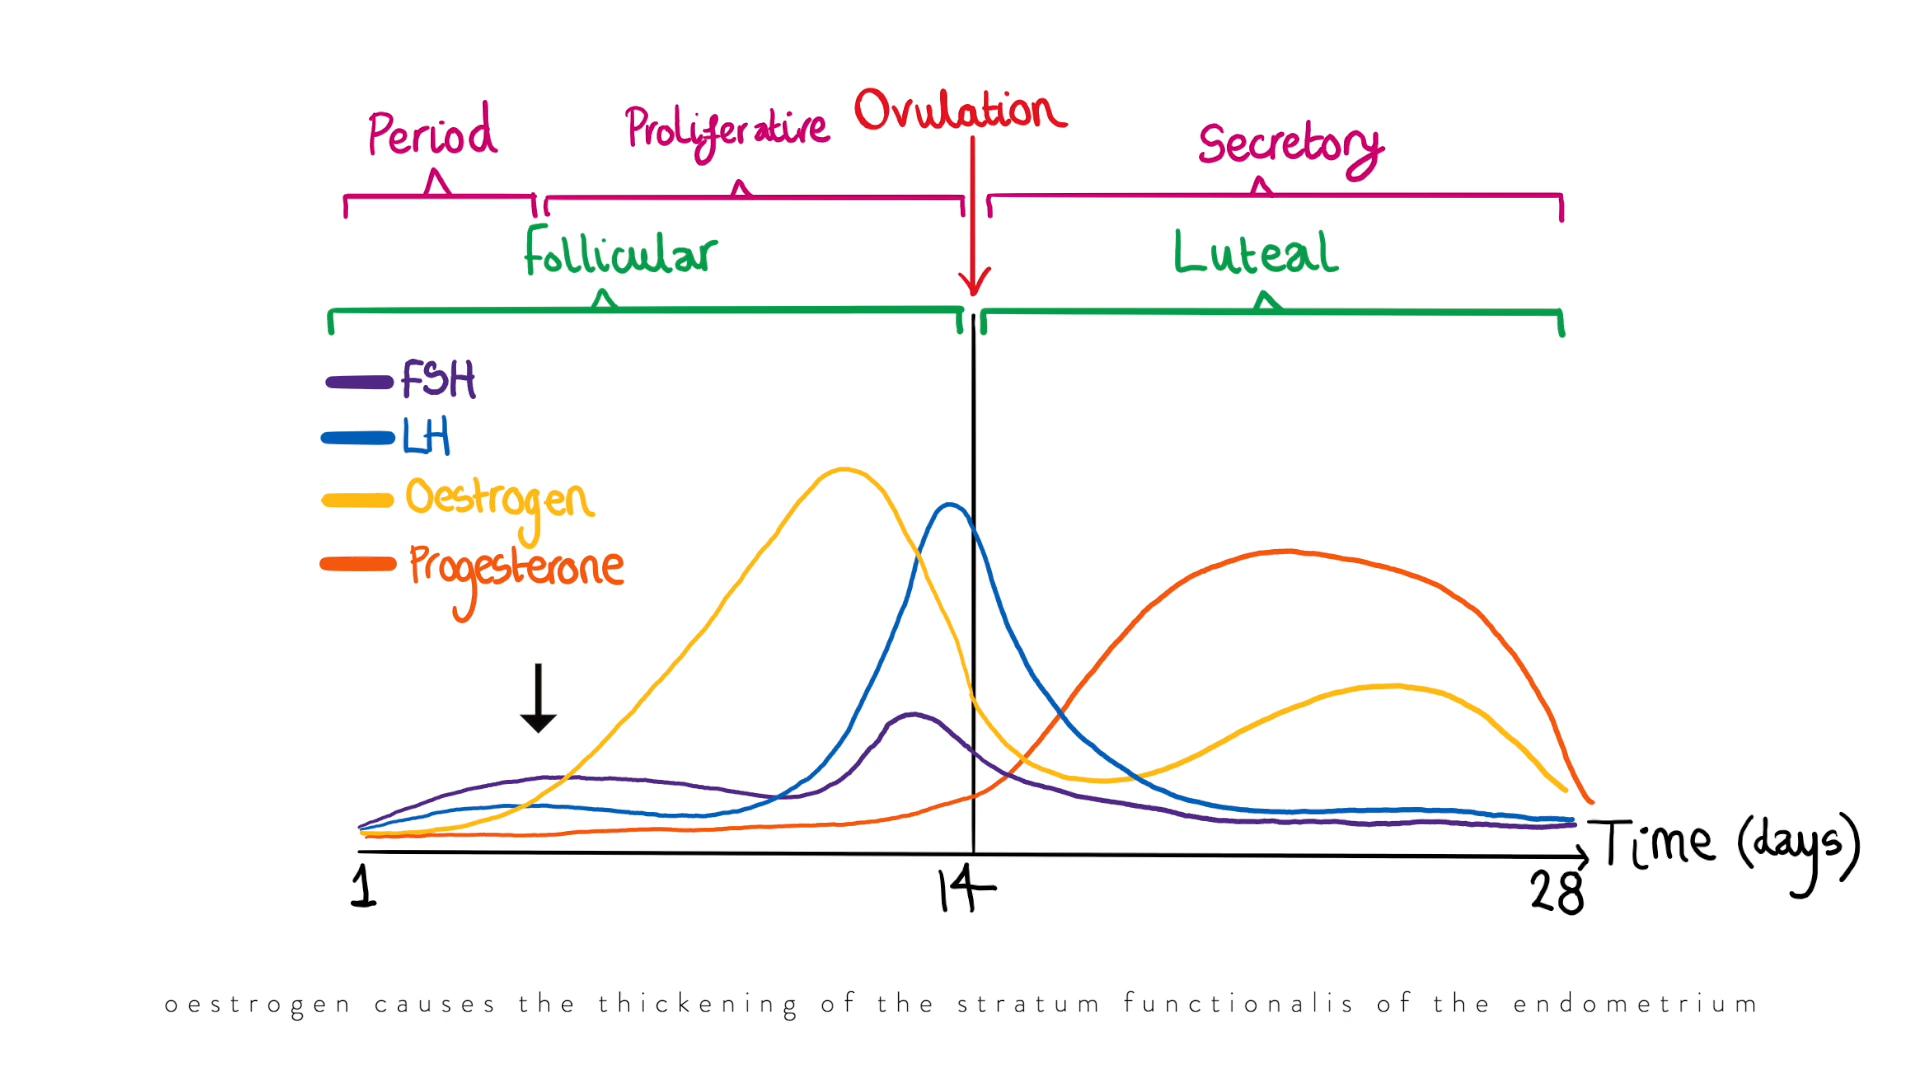 Period
Proliferative
Ovulation
Secretory
Follicular
Luteal
FSH
LH
Oestrogen
Progesterone
1
14
28
Time (days)
oestrogen causes the thickening of the stratum functionalis of the endometrium